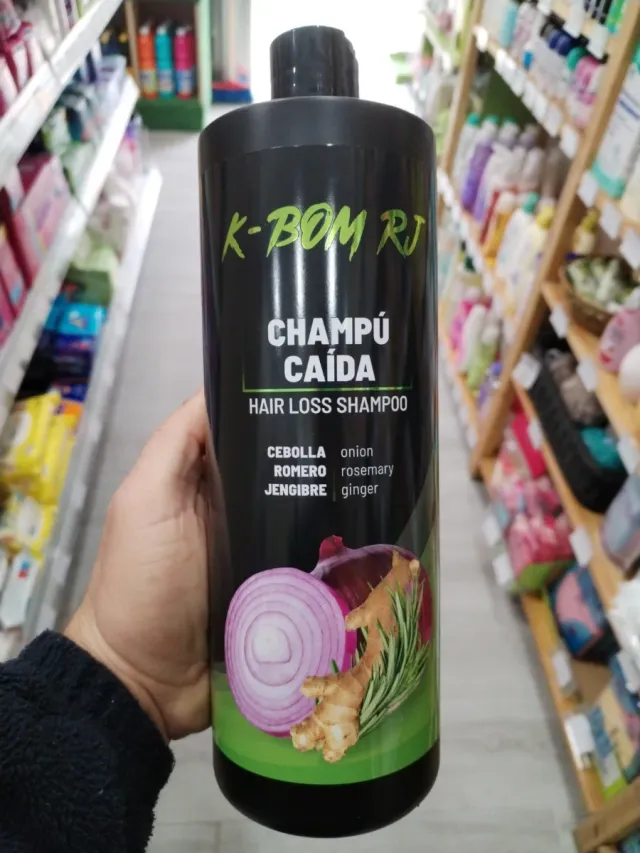 K-BOM RJ
CHAMPÚ
CAÍDA
HAIR LOSS SHAMPOO
CEBOLLA onion
ROMERO rosemary
JENGIBRE ginger